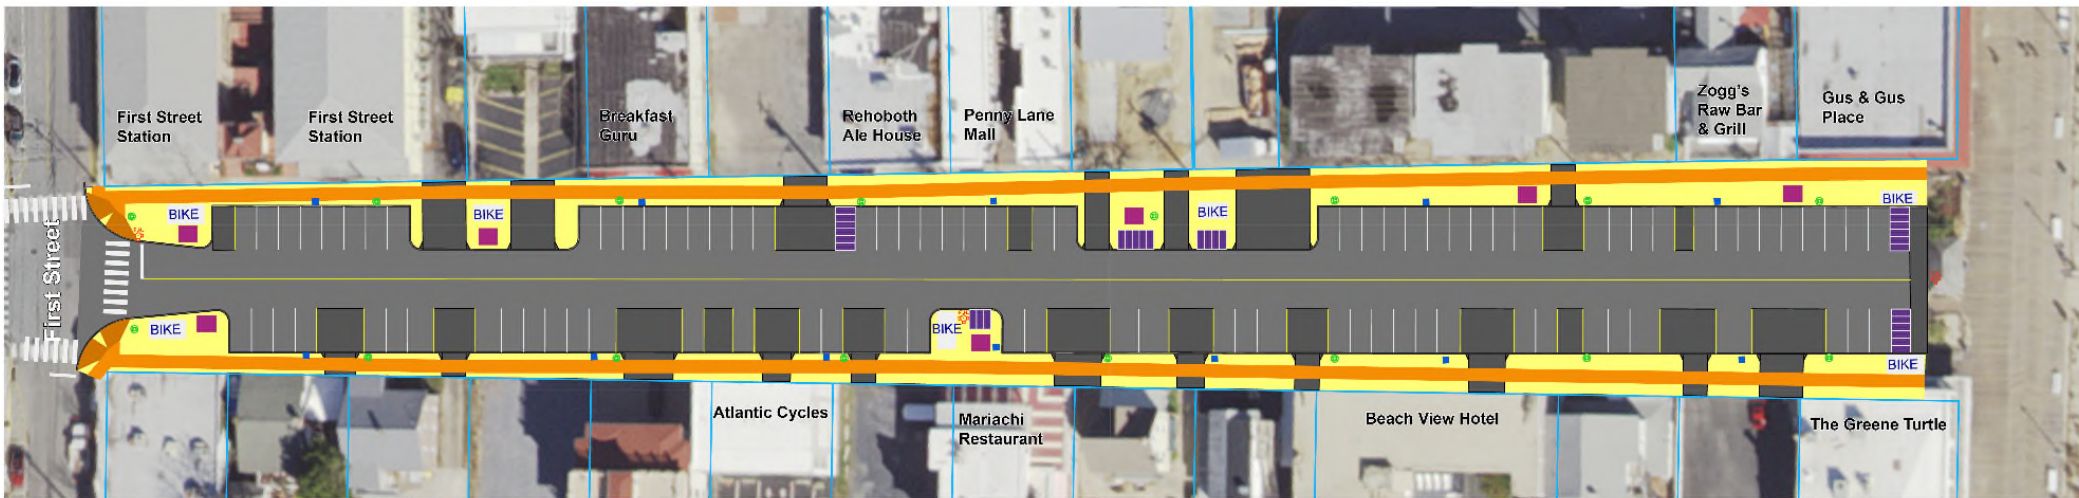 First Street
Station
First Street
Station
Breakfast
Guru
Rehoboth
Ale House
Penny Lane
Mall
Zogg's
Raw Bar
& Grill
Gus & Gus
Place
BIKE
BIKE
BIKE
BIKE
First Street
BIKE
BIKE
BIKE
Atlantic Cycles
Mariachi
Restaurant
Beach View Hotel
The Greene Turtle